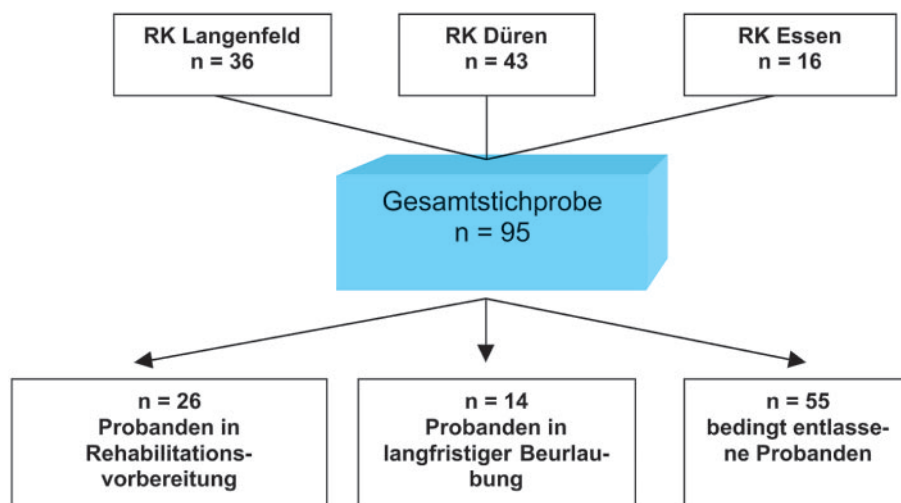 RK Langenfeld
n = 36
RK Düren
n = 43
RK Essen
n = 16
Gesamtstichprobe
n = 95
n = 26
Probanden in
Rehabilitations-
vorbereitung
n = 14
Probanden in
langfristiger Beurlau-
bung
n = 55
bedingt entlasse-
ne Probanden